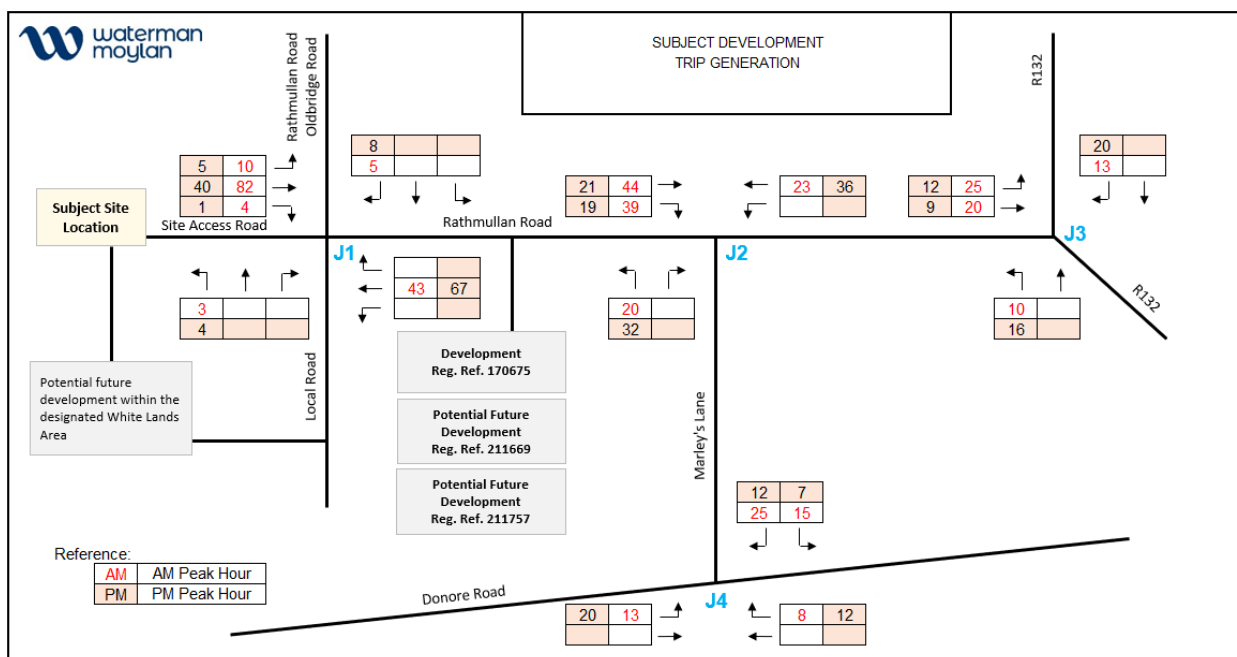 waterman
moylan
SUBJECT DEVELOPMENT
TRIP GENERATION
Rathmullan Road
Oldbridge Road
R132
8
5
20
13
5 10
40 82
1 4
21 44
19 39
23 36
12 25
9 20
Subject Site
Location
Site Access Road
Rathmullan Road
J1
J2
J3
R132
43 67
3
4
20
32
10
16
Potential future
development within the
designated White Lands
Area
Local Road
Development
Reg. Ref. 170675
Potential Future
Development
Reg. Ref. 211669
Potential Future
Development
Reg. Ref. 211757
Marley's Lane
12 7
25 15
Reference:
AM AM Peak Hour
PM PM Peak Hour
Donore Road
J4
20 13
8 12